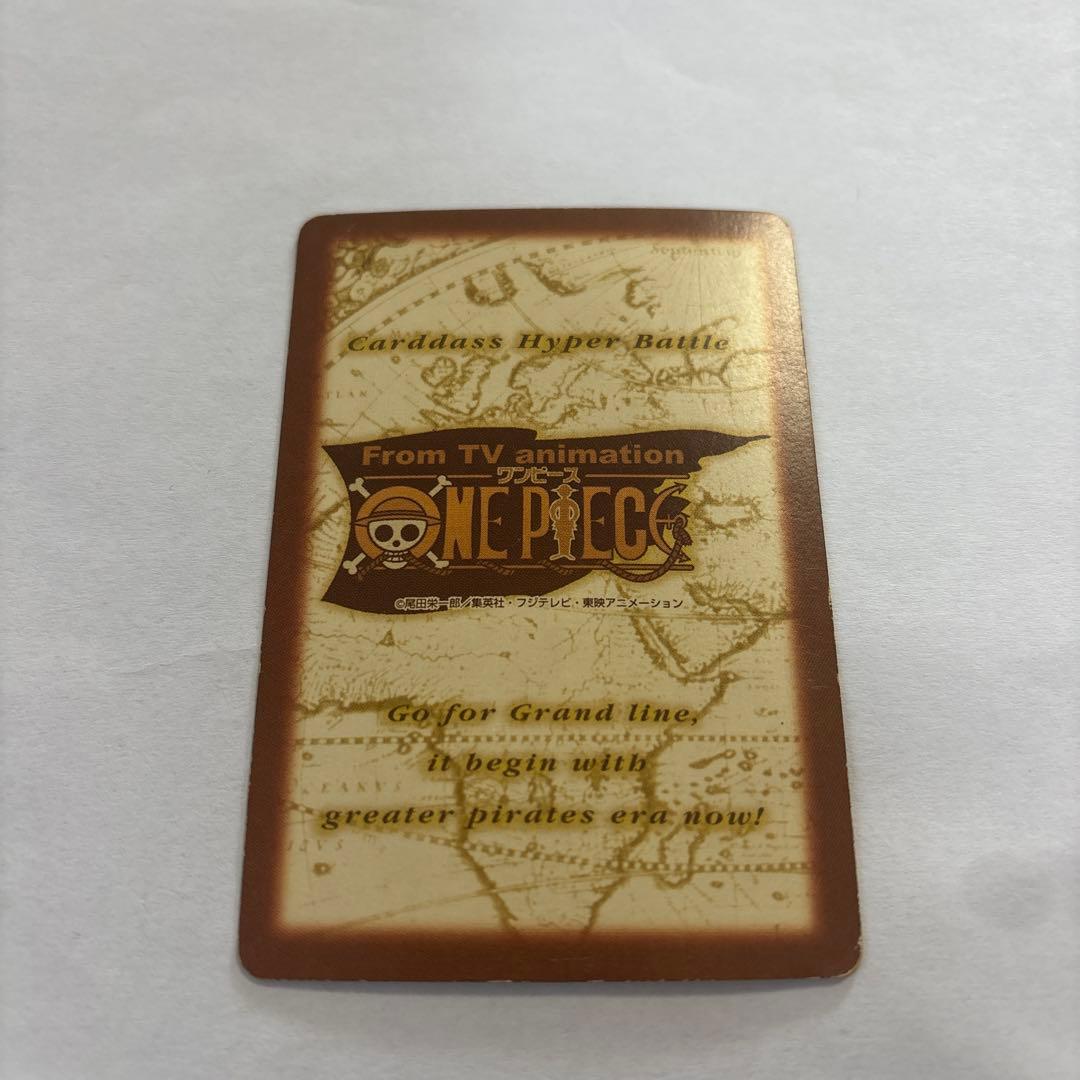 Septentrio
Carddass Hyper Battle
From TV animation
ワンピース
ONE PIECE
©尾田栄一郎/集英社・フジテレビ・東映アニメーション
Go for Grand line,
it begin with
greater pirates era now!